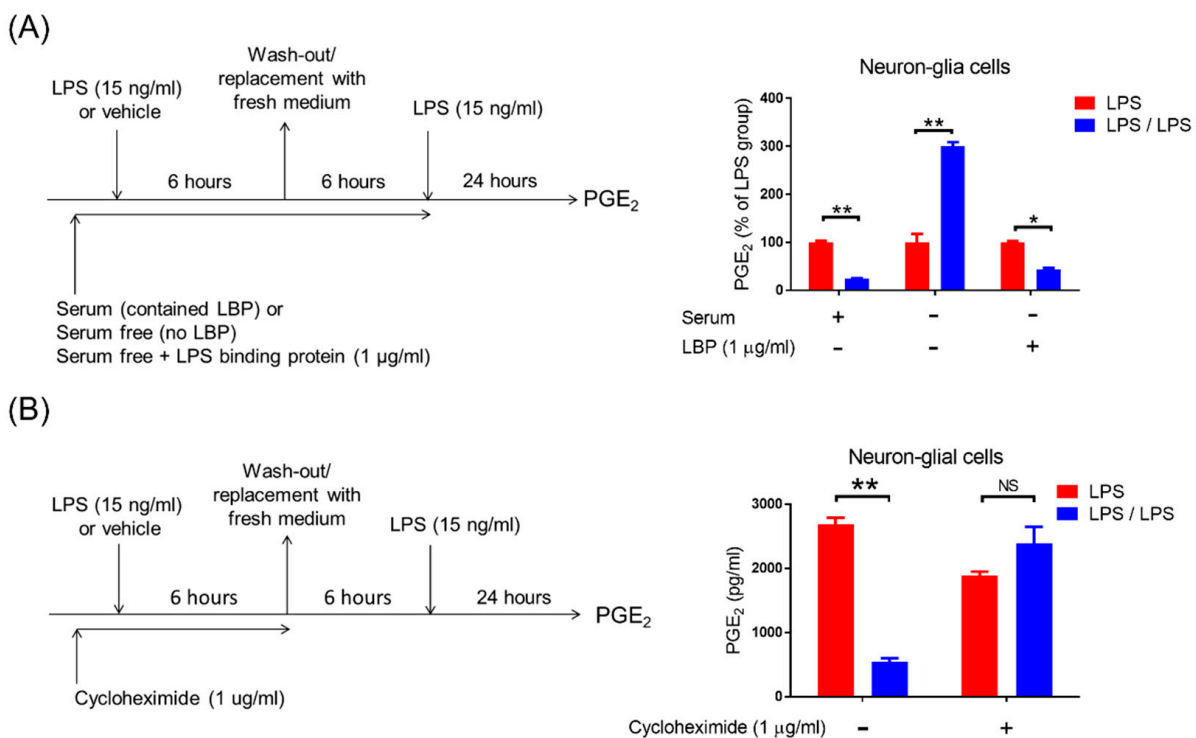 (A)
LPS (15 ng/ml)
or vehicle
Wash-out/
replacement with
fresh medium
LPS (15 ng/ml)
6 hours
6 hours
24 hours
PGE2
Serum (contained LBP) or
Serum free (no LBP)
Serum free + LPS binding protein (1 µg/ml)
Neuron-glia cells
LPS
LPS / LPS
PGE2 (% of LPS group)
400
300
200
100
0
**
**
*
Serum + - -
LBP (1 µg/ml) - - +
(B)
LPS (15 ng/ml)
or vehicle
Wash-out/
replacement with
fresh medium
LPS (15 ng/ml)
6 hours
6 hours
24 hours
PGE2
Cycloheximide (1 ug/ml)
Neuron-glial cells
LPS
LPS / LPS
PGE2 (pg/ml)
3000
2000
1000
0
**
NS
Cycloheximide (1 µg/ml) - +